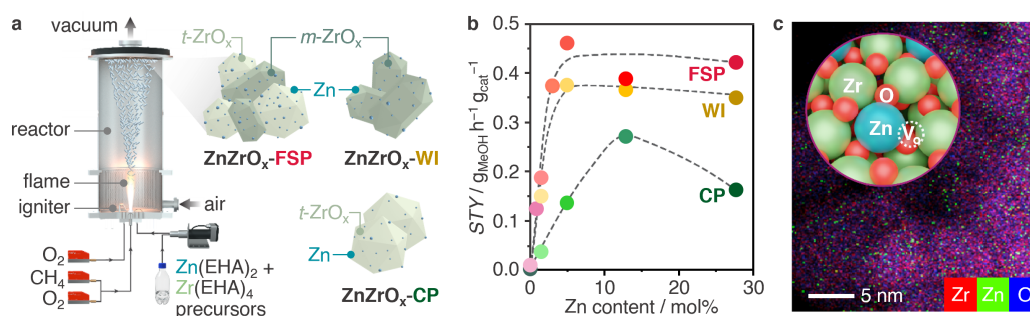 a
vacuum
reactor
flame
igniter
air
O₂
CH₄
O₂
Zn(EHA)₂ +
Zr(EHA)₄
precursors
t-ZrOₓ
m-ZrOₓ
Zn
ZnZrOₓ-FSP
ZnZrOₓ-WI
t-ZrOₓ
Zn
ZnZrOₓ-CP
b
STY / g_MeOH h⁻¹ g_cat⁻¹
0.5
0.4
0.3
0.2
0.1
0.0
0
10
20
30
Zn content / mol%
FSP
WI
CP
c
Zr
O
Zn
Vₒ
5 nm
Zr
Zn